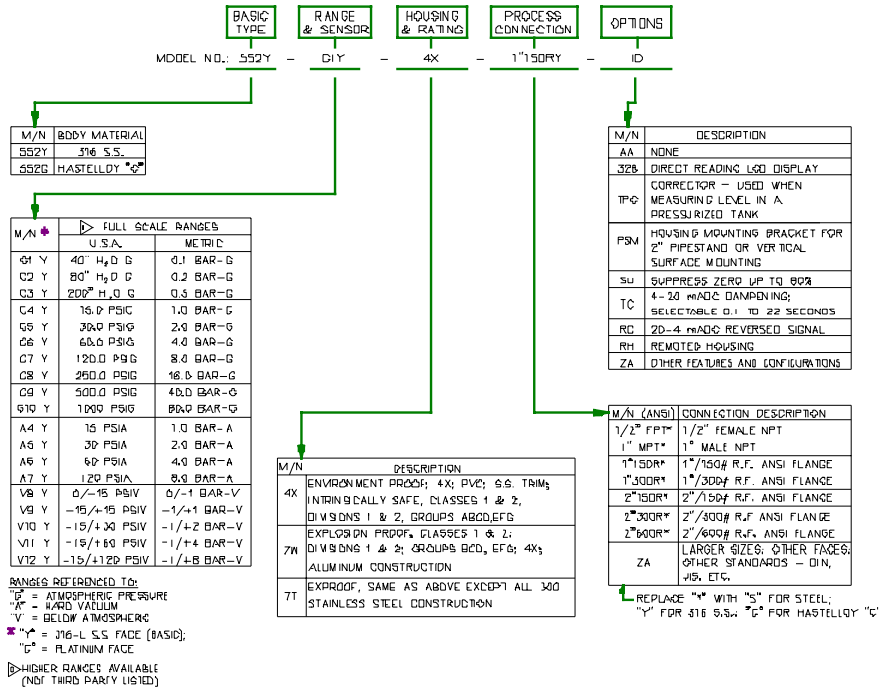 BASIC TYPE
RANGE & SENSOR
HOUSING & RATING
PROCESS CONNECTION
OPTIONS
MODEL NO.: 552Y – G1Y – 4X – 1"150RY – ID
M/N BODY MATERIAL
552Y 316 S.S.
552G HASTELLOY "C"
M/N * FULL SCALE RANGES
U.S.A. METRIC
G1 Y 40" H2O G 0.1 BAR-G
G2 Y 80" H2O G 0.2 BAR-G
G3 Y 200" H2O G 0.5 BAR-G
G4 Y 15.0 PSIG 1.0 BAR-G
G5 Y 30.0 PSIG 2.0 BAR-G
G6 Y 60.0 PSIG 4.0 BAR-G
G7 Y 120.0 PSIG 8.0 BAR-G
G8 Y 250.0 PSIG 16.0 BAR-G
G9 Y 500.0 PSIG 40.0 BAR-G
G10 Y 1000 PSIG 80.0 BAR-G
A4 Y 15 PSIA 1.0 BAR-A
A5 Y 30 PSIA 2.0 BAR-A
A6 Y 60 PSIA 4.0 BAR-A
A7 Y 120 PSIA 8.0 BAR-A
V8 Y 0/-15 PSIV 0/-1 BAR-V
V9 Y -15/+15 PSIV -1/+1 BAR-V
V10 Y -15/+30 PSIV -1/+2 BAR-V
V11 Y -15/+60 PSIV -1/+4 BAR-V
V12 Y -15/+120 PSIV -1/+8 BAR-V
RANGES REFERENCED TO:
"G" = ATMOSPHERIC PRESSURE
"A" = HARD VACUUM
"V" = BELOW ATMOSPHERIC
* "Y" = 316-L S.S FACE (BASIC);
"G" = PLATINUM FACE
HIGHER RANGES AVAILABLE
(NOT THIRD PARTY LISTED)
M/N DESCRIPTION
4X ENVIRONMENT PROOF; 4X; PVC; S.S. TRIM;
INTRINSICALLY SAFE, CLASSES 1 & 2,
DIVISIONS 1 & 2, GROUPS ABCD,EFG
7W EXPLOSION PROOF, CLASSES 1 & 2;
DIVISIONS 1 & 2; GROUPS BCD, EFG; 4X;
ALUMINUM CONSTRUCTION
7T EXPROOF, SAME AS ABOVE EXCEPT ALL 300
STAINLESS STEEL CONSTRUCTION
M/N DESCRIPTION
AA NONE
328 DIRECT READING LCD DISPLAY
TPC CORRECTOR – USED WHEN
MEASURING LEVEL IN A
PRESSURIZED TANK
PSM HOUSING MOUNTING BRACKET FOR
2" PIPESTAND OR VERTICAL
SURFACE MOUNTING
SU SUPPRESS ZERO UP TO 80%
TC 4-20 mADC DAMPENING;
SELECTABLE 0.1 TO 22 SECONDS
RC 20-4 mADC REVERSED SIGNAL
RH REMOTED HOUSING
ZA OTHER FEATURES AND CONFIGURATIONS
M/N (ANSI) CONNECTION DESCRIPTION
1/2" FPT* 1/2" FEMALE NPT
1" MPT* 1" MALE NPT
1"150R* 1"/150# R.F. ANSI FLANGE
1"300R* 1"/300# R.F. ANSI FLANGE
2"150R* 2"/150# R.F. ANSI FLANGE
2"300R* 2"/300# R.F ANSI FLANGE
2"600R* 2"/600# R.F. ANSI FLANGE
ZA LARGER SIZES; OTHER FACES;
OTHER STANDARDS – DIN,
JIS, ETC.
REPLACE "*" WITH "S" FOR STEEL;
"Y" FOR 316 S.S.; "G" FOR HASTELLOY "C"